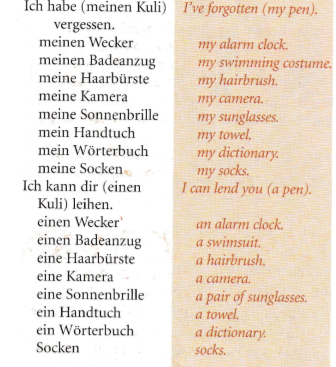 Ich habe (meinen Kuli) I've forgotten (my pen).
vergessen.
meinen Wecker my alarm clock.
meinen Badeanzug my swimming costume.
meine Haarbürste my hairbrush.
meine Kamera my camera.
meine Sonnenbrille my sunglasses.
mein Handtuch my towel.
mein Wörterbuch my dictionary.
meine Socken my socks.
Ich kann dir (einen I can lend you (a pen).
Kuli) leihen.
einen Wecker an alarm clock.
einen Badeanzug a swimsuit.
eine Haarbürste a hairbrush.
eine Kamera a camera.
eine Sonnenbrille a pair of sunglasses.
ein Handtuch a towel.
ein Wörterbuch a dictionary.
Socken socks.